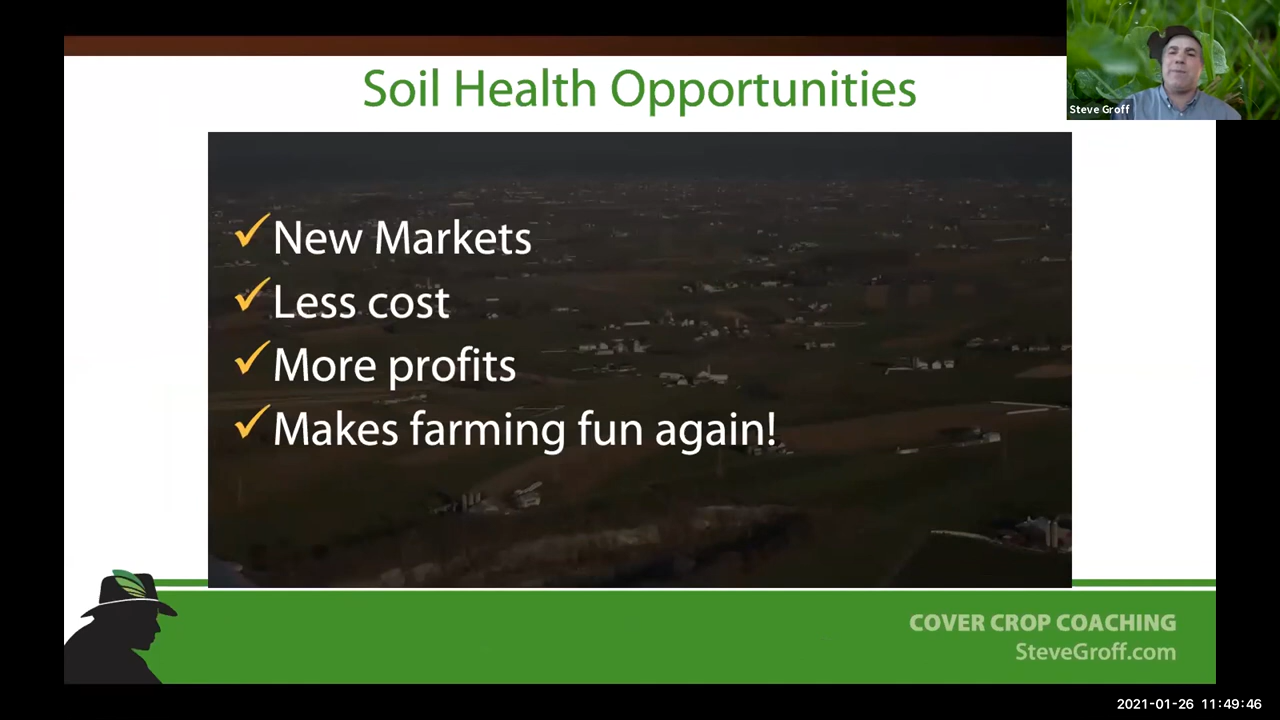 Soil Health Opportunities
Steve Groff
✓New Markets
✓Less cost
✓More profits
✓Makes farming fun again!
COVER CROP COACHING
SteveGroff.com
2021-01-26 11:49:46